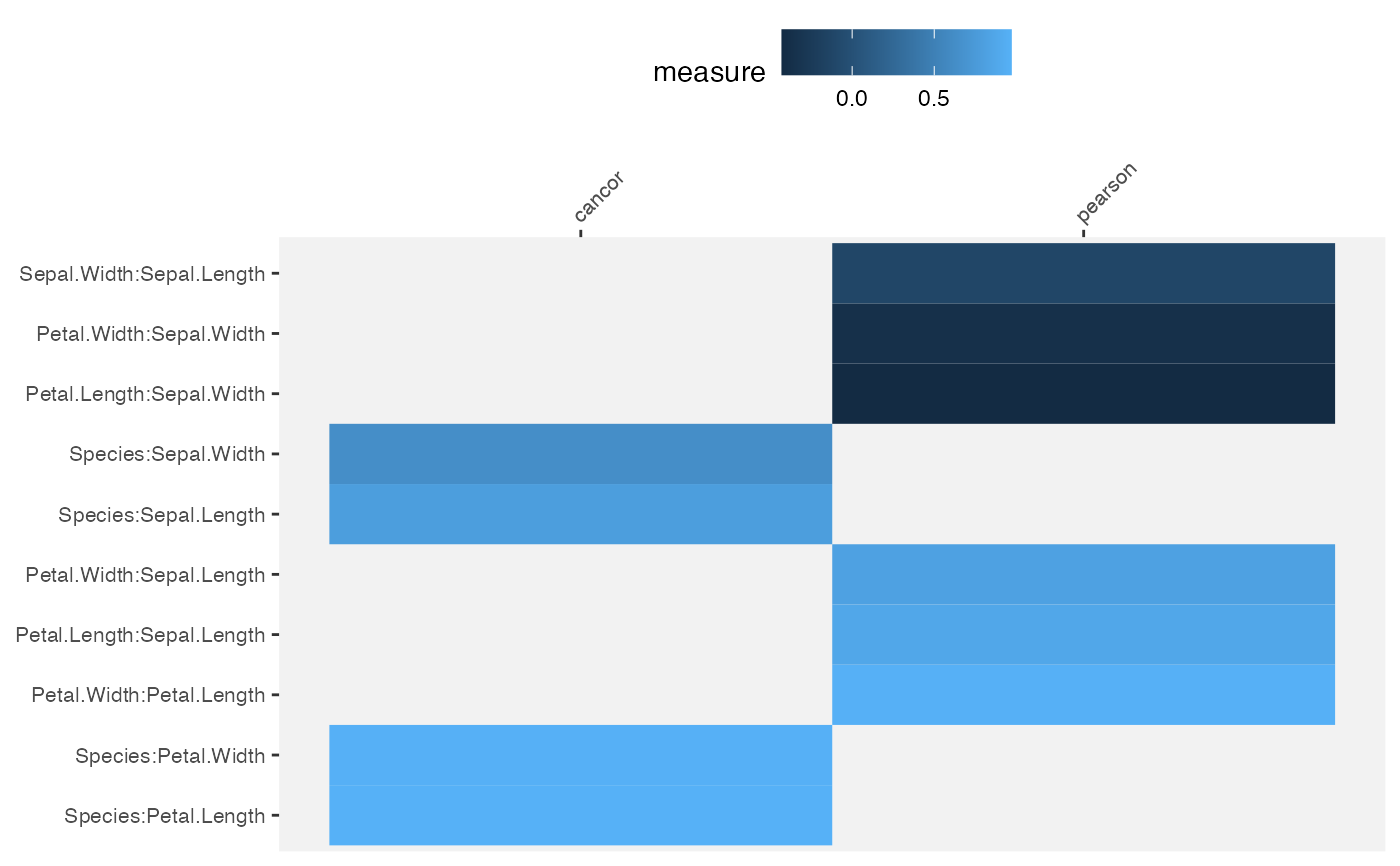 measure
0.0 0.5
cancor pearson
Sepal.Width:Sepal.Length
Petal.Width:Sepal.Width
Petal.Length:Sepal.Width
Species:Sepal.Width
Species:Sepal.Length
Petal.Width:Sepal.Length
Petal.Length:Sepal.Length
Petal.Width:Petal.Length
Species:Petal.Width
Species:Petal.Length